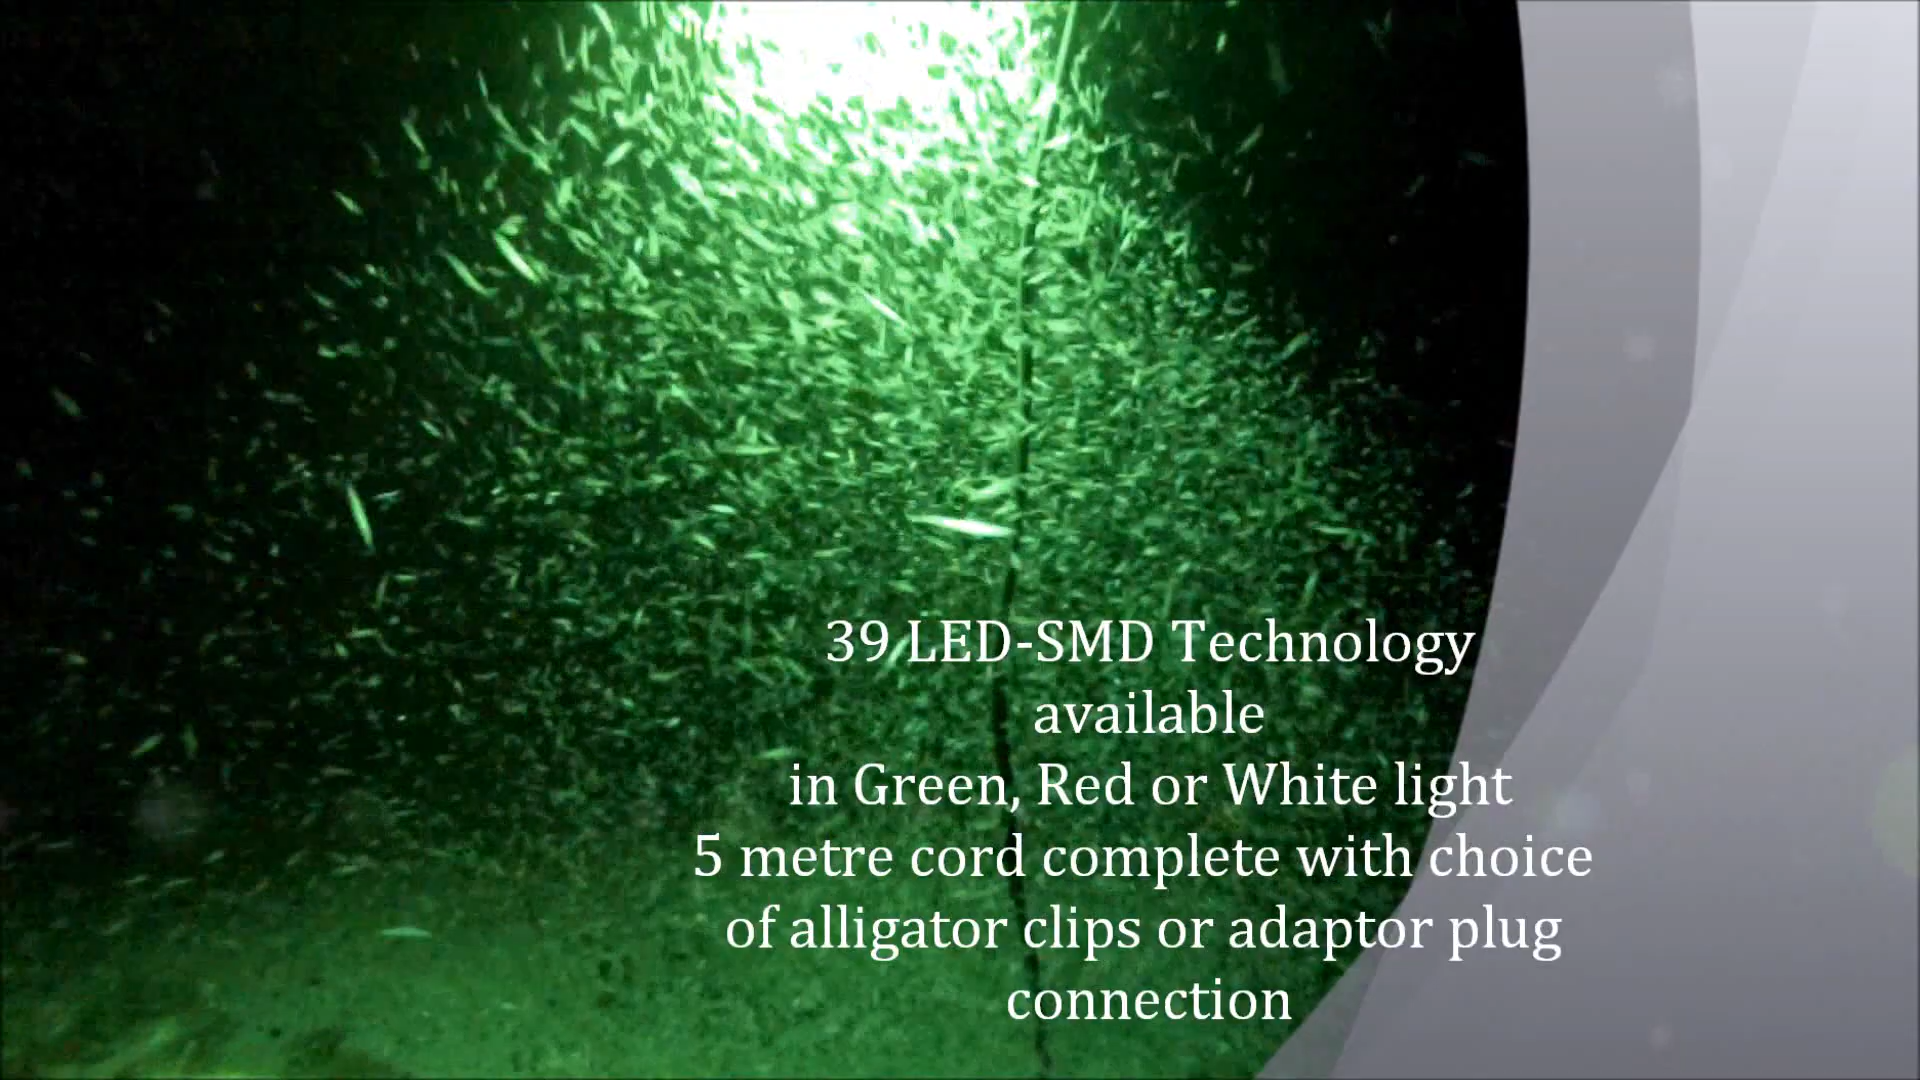 39 LED-SMD Technology
available
in Green, Red or White light
5 metre cord complete with choice
of alligator clips or adaptor plug
connection